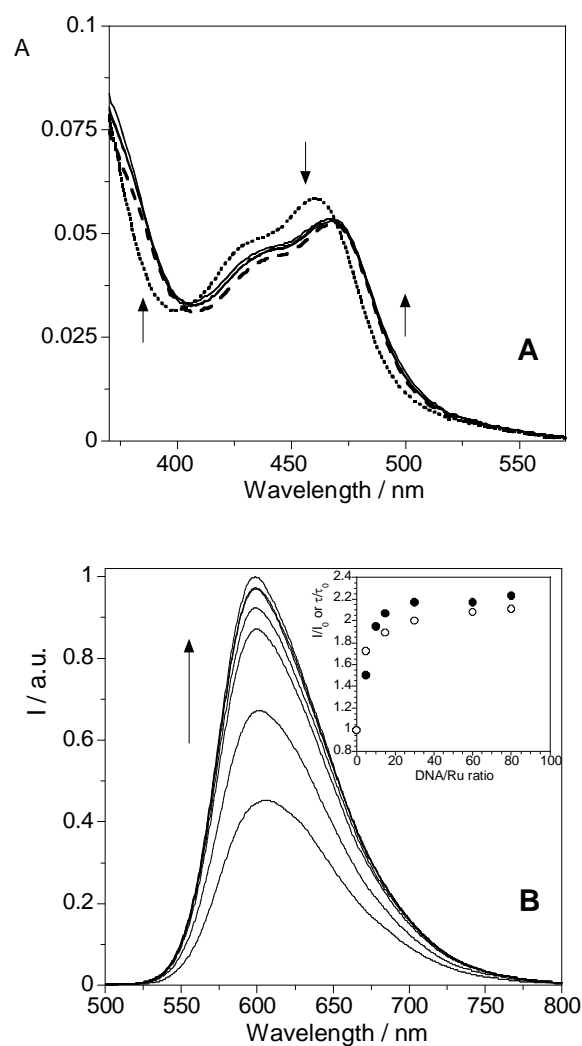 A
0.1
0.075
0.05
0.025
0
400 450 500 550
Wavelength / nm
A
I / a.u.
1
0.8
0.6
0.4
0.2
0
500 550 600 650 700 750 800
Wavelength / nm
B
I/I0 or τ/τ0
2.4
2.2
2
1.8
1.6
1.4
1.2
1
0.8
0 20 40 60 80 100
DNA/Ru ratio